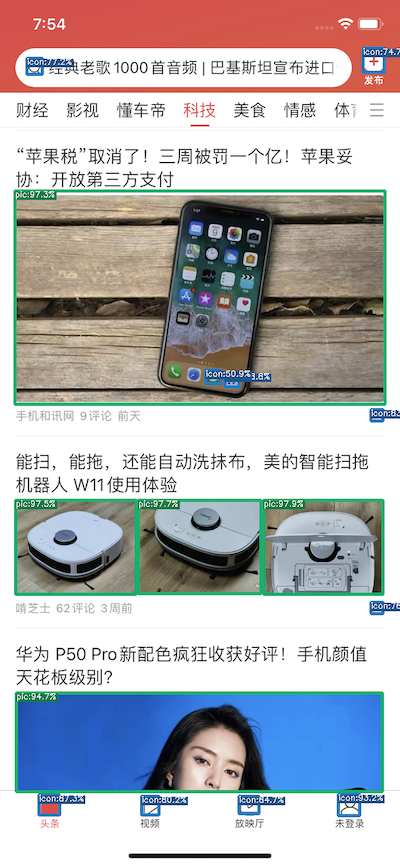 7:54
icon:77.2%
经典老歌1000首音频 | 巴基斯坦宣布进口
icon:74.7
发布
财经 影视 懂车帝 科技 美食 情感 体育
“苹果税”取消了！三周被罚一个亿！苹果妥
协：开放第三方支付
pic:97.3%
icon:50.9%
手机和讯网 9评论 前天
能扫，能拖，还能自动洗抹布，美的智能扫拖
机器人 W11使用体验
pic:97.5% pic:97.7% pic:97.9%
啃芝士 62评论 3周前
华为 P50 Pro新配色疯狂收获好评！手机颜值
天花板级别？
pic:94.7%
icon:87.3% icon:80.2% icon:84.7% icon:93.2%
头条 视频 放映厅 未登录